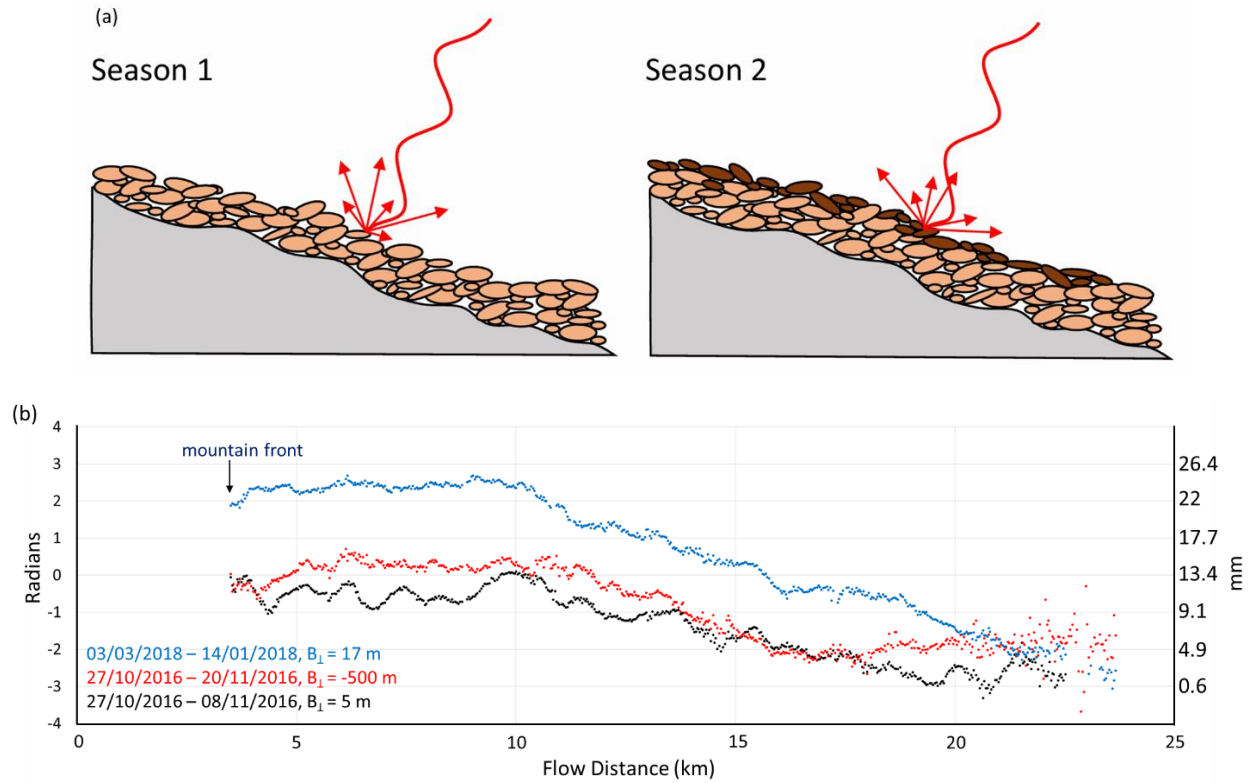 (a)
Season 1
Season 2
(b)
4
3
2
1
0
-1
-2
-3
-4
Radians
mountain front
26.4
22
17.7
13.4
9.1
4.9
0.6
mm
03/03/2018 – 14/01/2018, B⊥ = 17 m
27/10/2016 – 20/11/2016, B⊥ = -500 m
27/10/2016 – 08/11/2016, B⊥ = 5 m
0 5 10 15 20 25
Flow Distance (km)